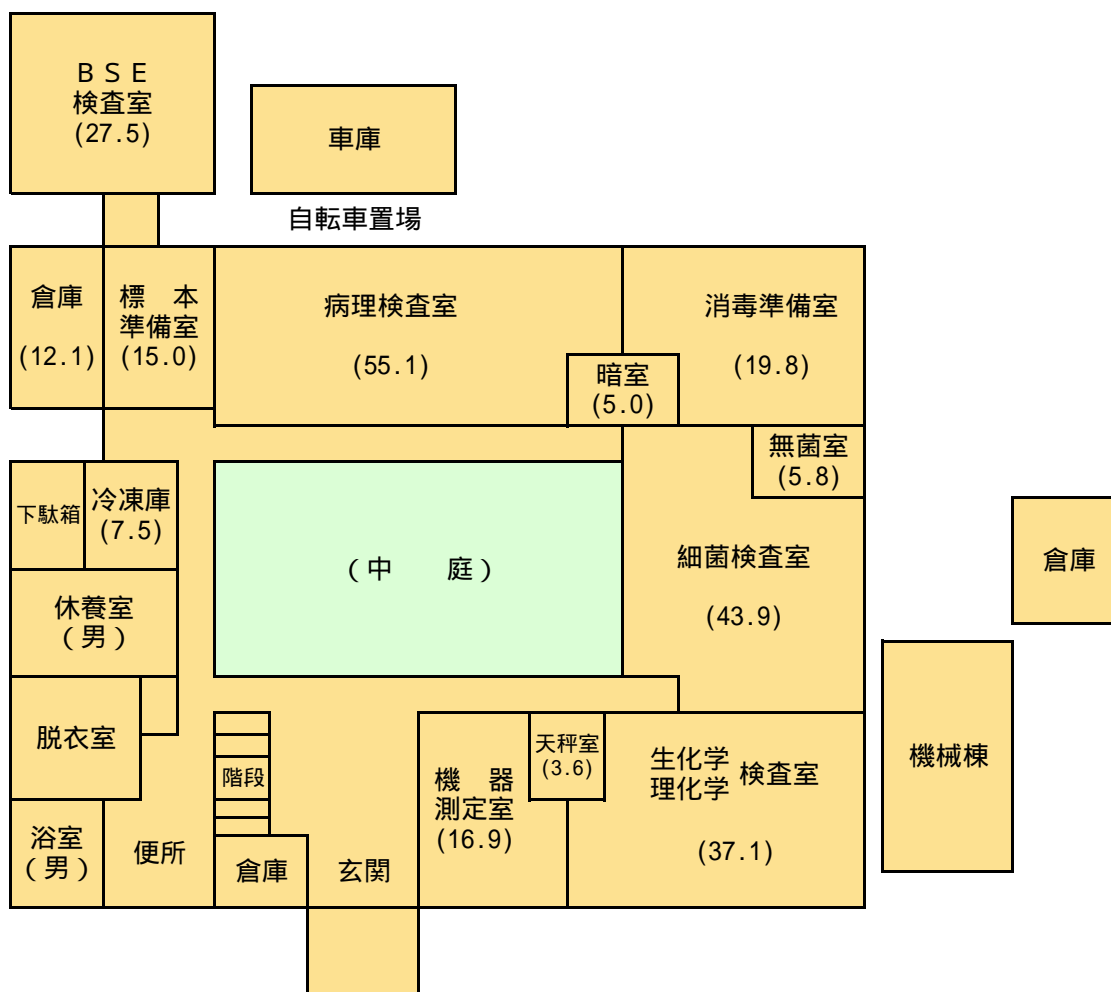 ＢＳＥ
検査室
(27.5)
車庫
自転車置場
倉庫
(12.1)
標　本
準備室
(15.0)
病理検査室
(55.1)
暗室
(5.0)
消毒準備室
(19.8)
無菌室
(5.8)
下駄箱
冷凍庫
(7.5)
（中　　庭）
細菌検査室
(43.9)
倉庫
休養室
（男）
脱衣室
階段
機　器
測定室
(16.9)
天秤室
(3.6)
生化学
理化学
検査室
(37.1)
機械棟
浴室
（男）
便所
倉庫
玄関